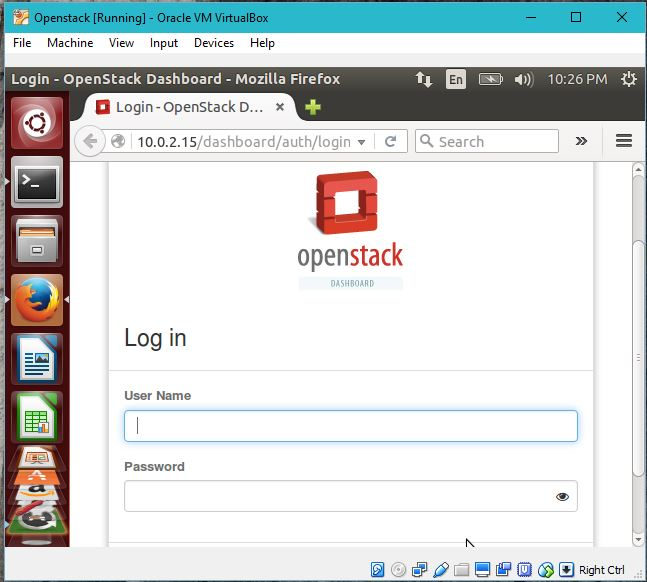 Openstack [Running] - Oracle VM VirtualBox
File Machine View Input Devices Help
Login - OpenStack Dashboard - Mozilla Firefox En 10:26 PM
Login - OpenStack D...
10.0.2.15/dashboard/auth/login Search
openstack
DASHBOARD
Log in
User Name
Password
Right Ctrl